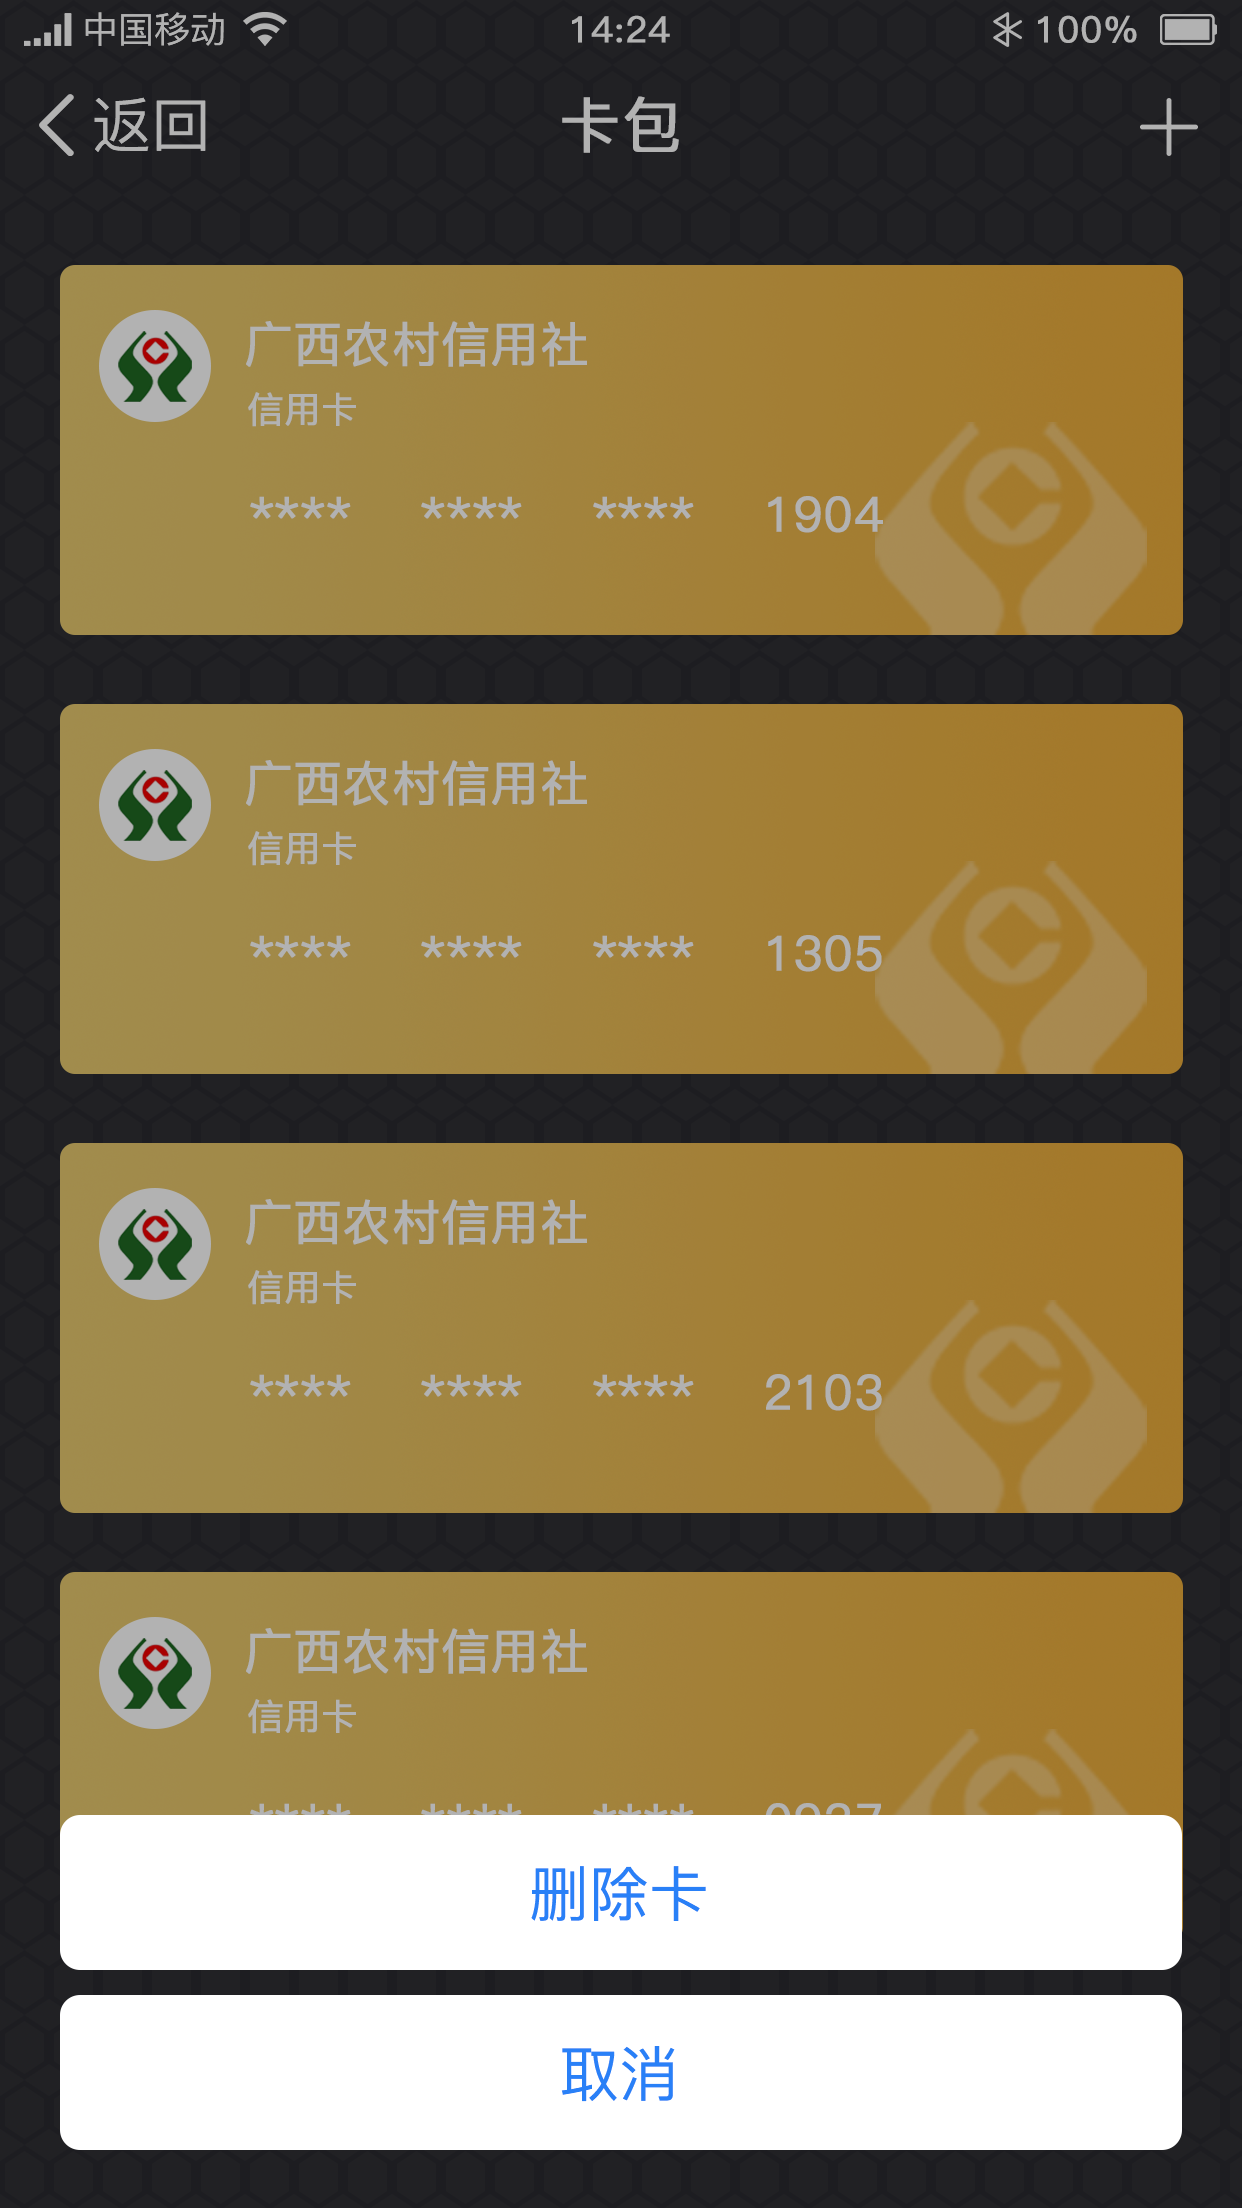 中国移动 14:24 100%
返回 卡包
广西农村信用社
信用卡
**** **** **** 1904
广西农村信用社
信用卡
**** **** **** 1305
广西农村信用社
信用卡
**** **** **** 2103
广西农村信用社
信用卡
**** **** ****
删除卡
取消